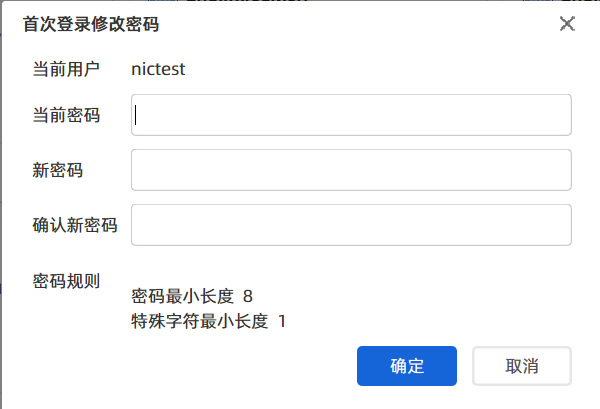 首次登录修改密码
当前用户 nictest
当前密码
新密码
确认新密码
密码规则
密码最小长度 8
特殊字符最小长度 1
确定 取消